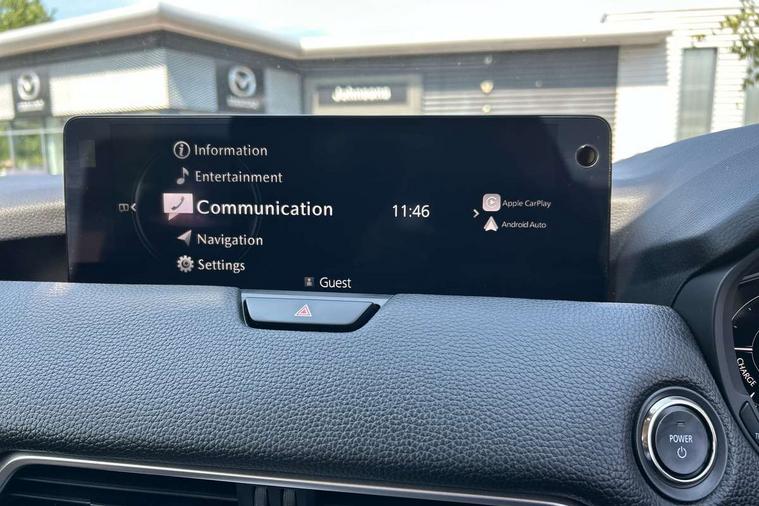 Johnsons
Information
Entertainment
Communication
Navigation
Settings
11:46
Apple CarPlay
Android Auto
Guest
POWER
CHARGE